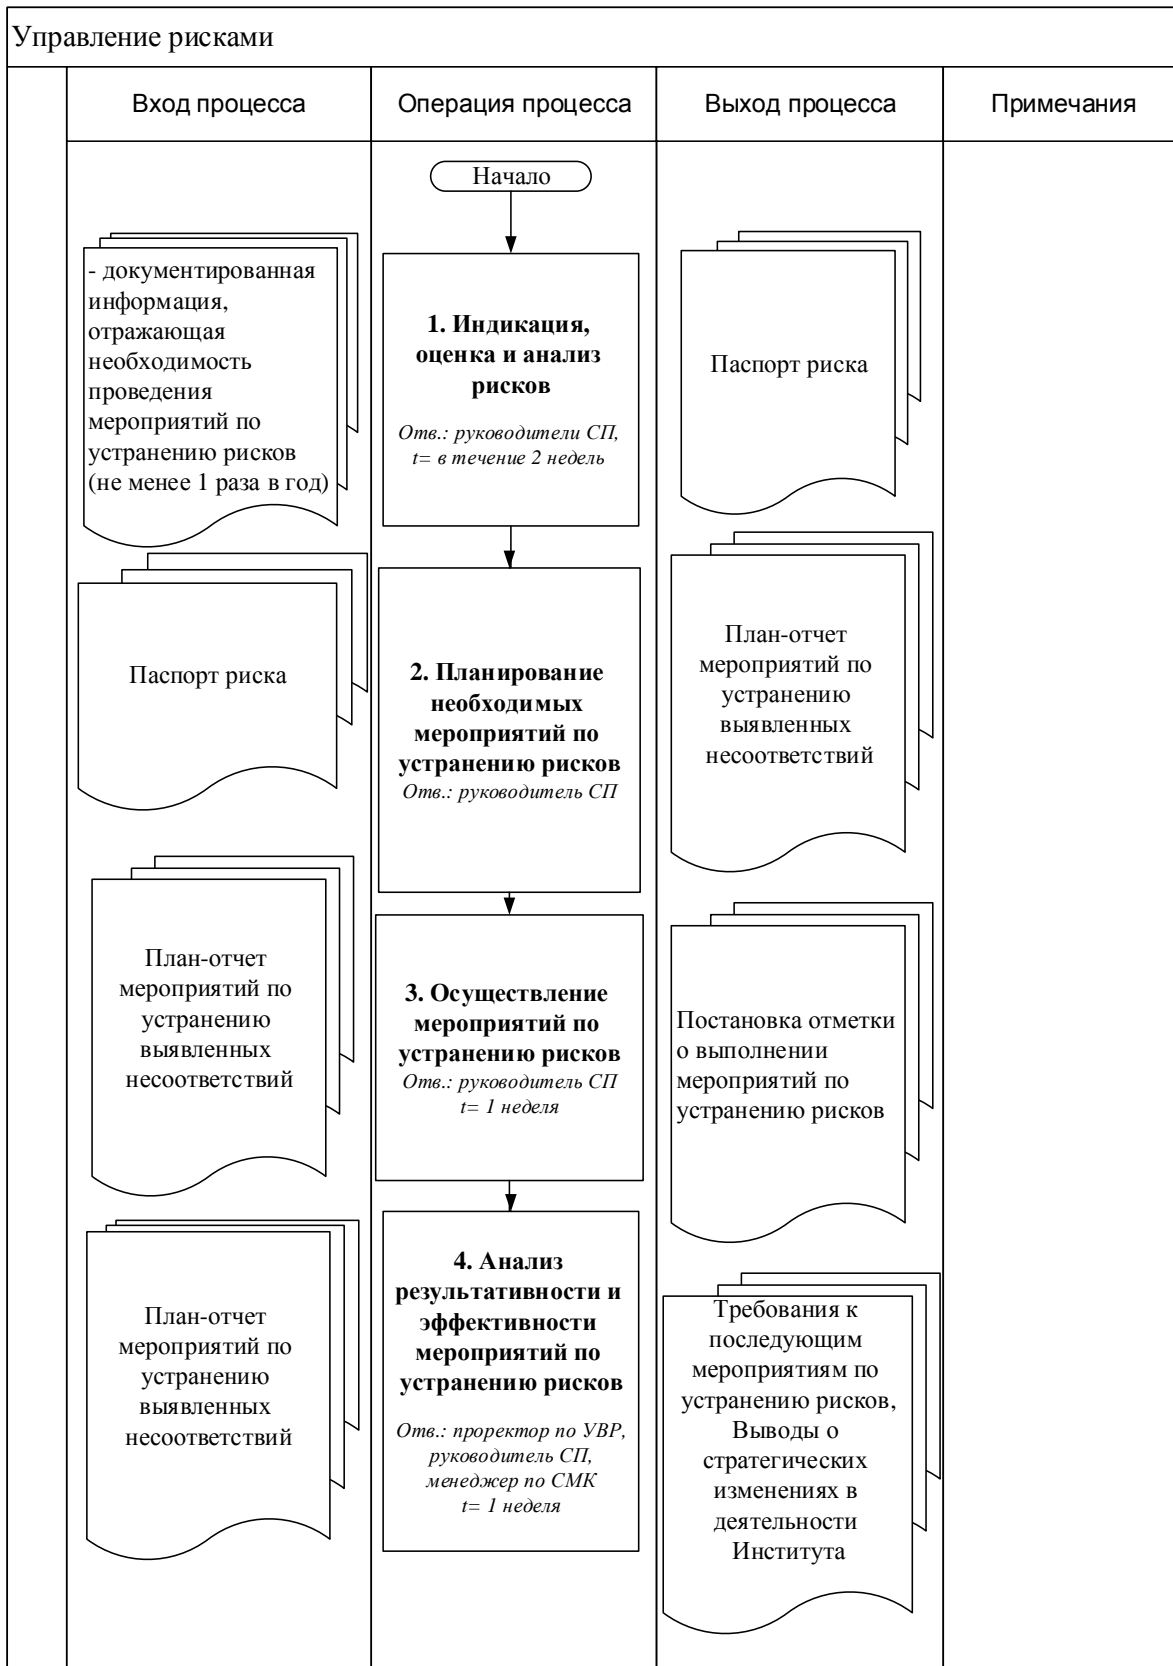 Управление рисками
Вход процесса
Операция процесса
Выход процесса
Примечания
Начало
- документированная
информация,
отражающая
необходимость
проведения
мероприятий по
устранению рисков
(не менее 1 раза в год)
1. Индикация,
оценка и анализ
рисков
Отв.: руководители СП,
t= в течение 2 недель
Паспорт риска
Паспорт риска
2. Планирование
необходимых
мероприятий по
устранению рисков
Отв.: руководитель СП
План-отчет
мероприятий по
устранению
выявленных
несоответствий
План-отчет
мероприятий по
устранению
выявленных
несоответствий
3. Осуществление
мероприятий по
устранению рисков
Отв.: руководитель СП
t= 1 неделя
Постановка отметки
о выполнении
мероприятий по
устранению рисков
План-отчет
мероприятий по
устранению
выявленных
несоответствий
4. Анализ
результативности и
эффективности
мероприятий по
устранению рисков
Отв.: проректор по УВР,
руководитель СП,
менеджер по СМК
t= 1 неделя
Требования к
последующим
мероприятиям по
устранению рисков,
Выводы о
стратегических
изменениях в
деятельности
Института